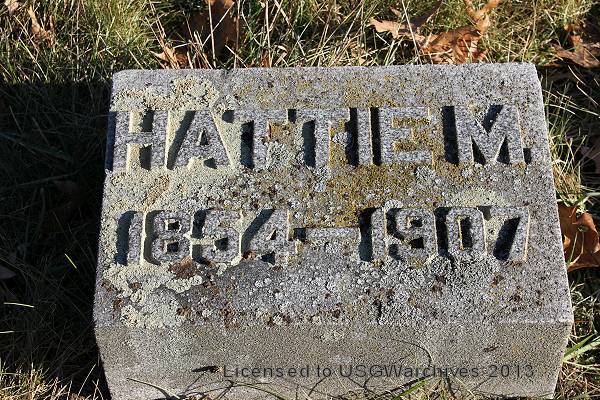 HATTIE M.
1854–1907
Licensed to USGWarchives 2013